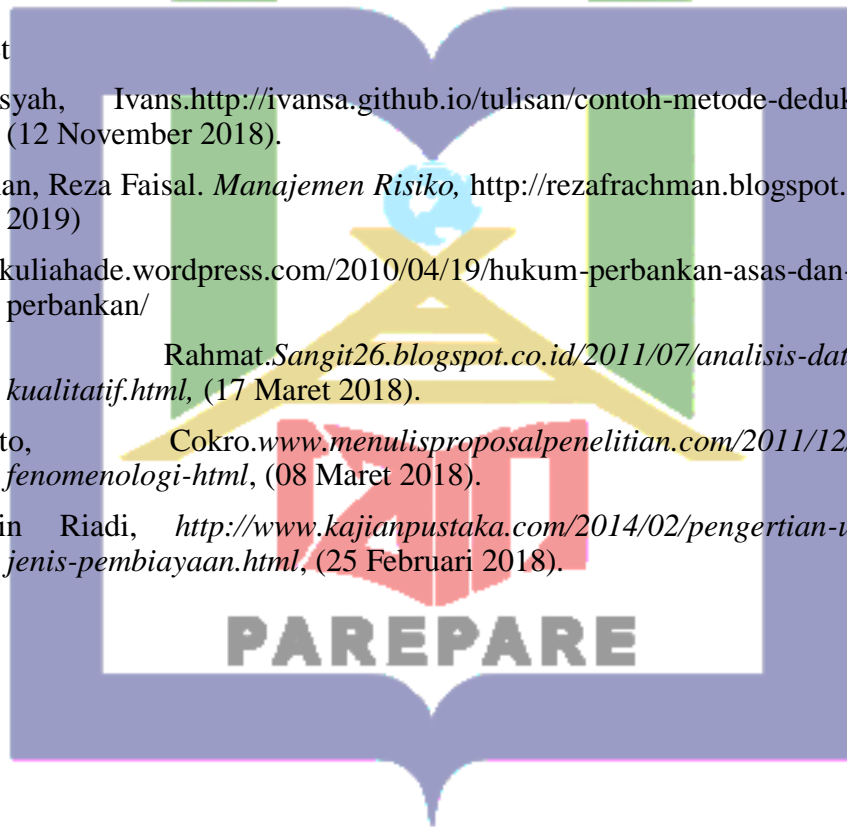 t
syah, Ivans.http://ivansa.github.io/tulisan/contoh-metode-deduk
(12 November 2018).
an, Reza Faisal. Manajemen Risiko, http://rezafrachman.blogspot.
2019)
kuliahade.wordpress.com/2010/04/19/hukum-perbankan-asas-dan-
perbankan/
Rahmat.Sangit26.blogspot.co.id/2011/07/analisis-dat
kualitatif.html, (17 Maret 2018).
to, Cokro.www.menulisproposalpenelitian.com/2011/12/
fenomenologi-html, (08 Maret 2018).
in Riadi, http://www.kajianpustaka.com/2014/02/pengertian-u
jenis-pembiayaan.html, (25 Februari 2018).
PAREPARE